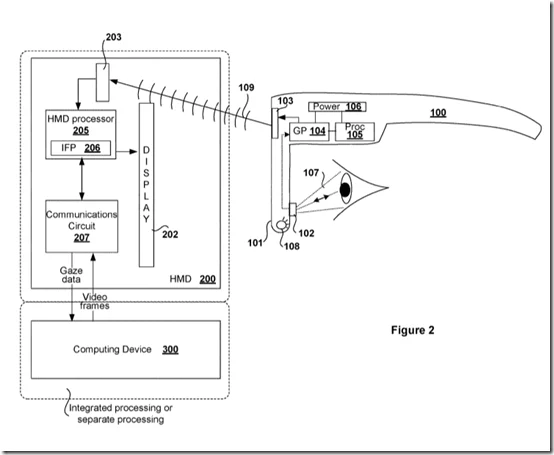 203
109
103
Power 106
100
HMD processor
205
IFP 206
GP 104
Proc
105
DISPLAY
107
Communications
Circuit
207
202
101
102
108
Gaze
data
HMD 200
Video
frames
Computing Device 300
Figure 2
Integrated processing or
separate processing